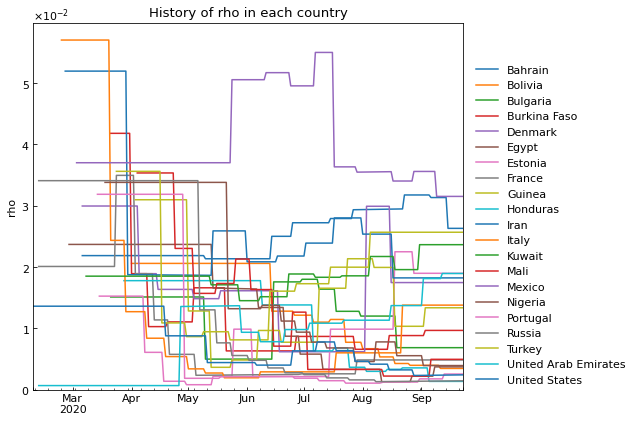 History of rho in each country
×10⁻²
5
4
3
2
1
0
rho
Mar
2020
Apr
May
Jun
Jul
Aug
Sep
Bahrain
Bolivia
Bulgaria
Burkina Faso
Denmark
Egypt
Estonia
France
Guinea
Honduras
Iran
Italy
Kuwait
Mali
Mexico
Nigeria
Portugal
Russia
Turkey
United Arab Emirates
United States